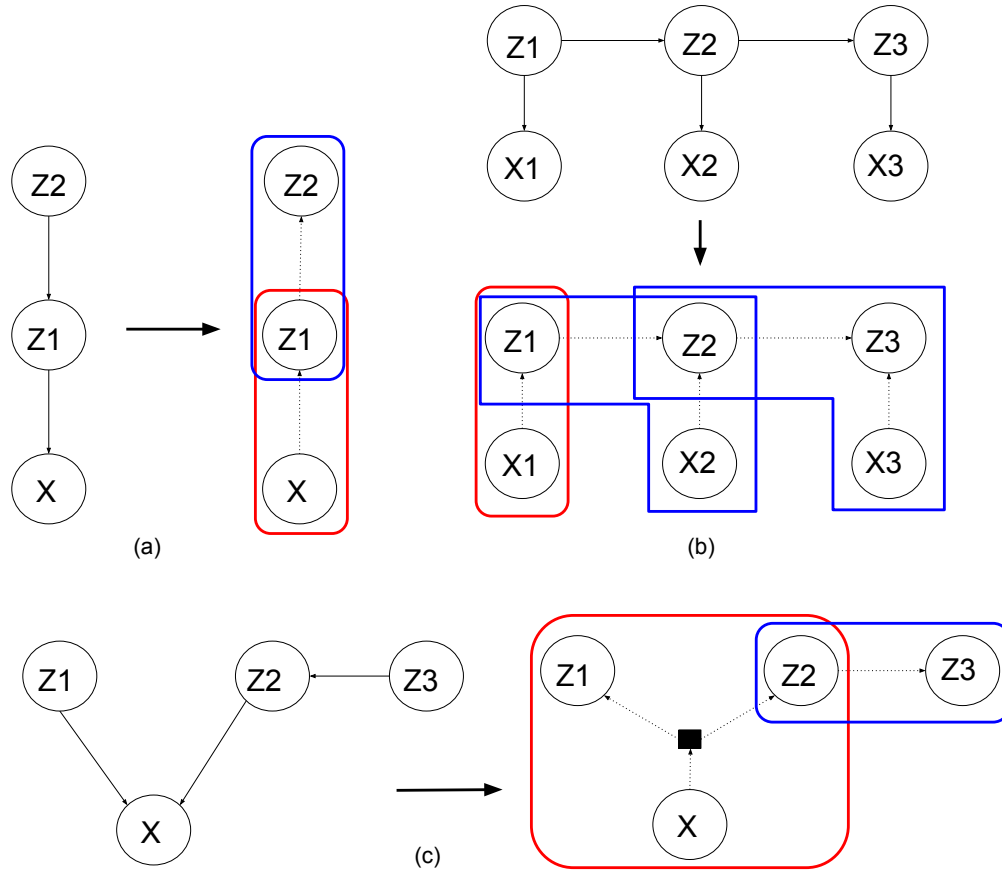 Z1 Z2 Z3
X1 X2 X3
Z2 Z2
Z1 Z1
X X
(a)
Z1 Z2 Z3
X1 X2 X3
(b)
Z1 Z2 Z3
X
Z1 Z2 Z3
X
(c)